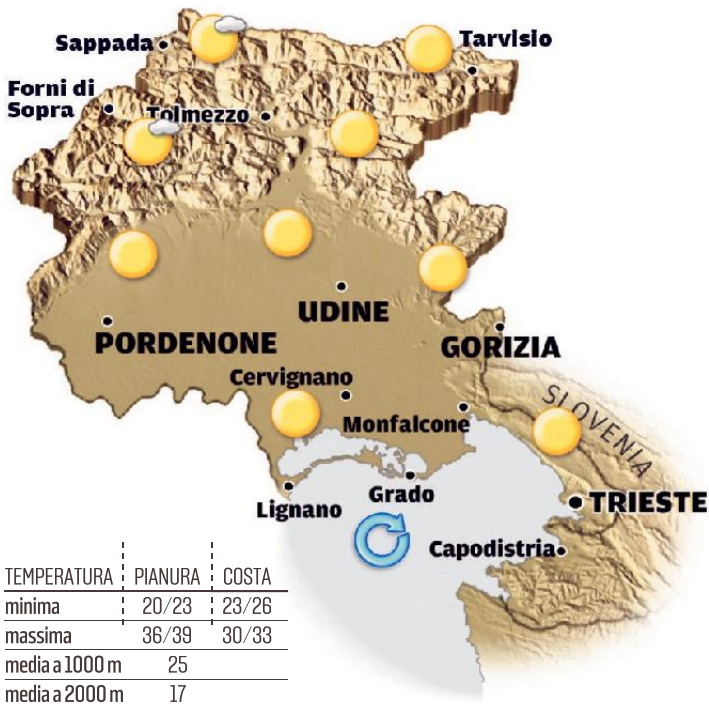 Sappada
Tarvisio
Forni di
Sopra
Tolmezzo
UDINE
PORDENONE
GORIZIA
Cervignano
SLOVENIA
Monfalcone
Grado
Lignano
TRIESTE
Capodistria
TEMPERATURA PIANURA COSTA
minima 20/23 23/26
massima 36/39 30/33
media a 1000 m 25
media a 2000 m 17